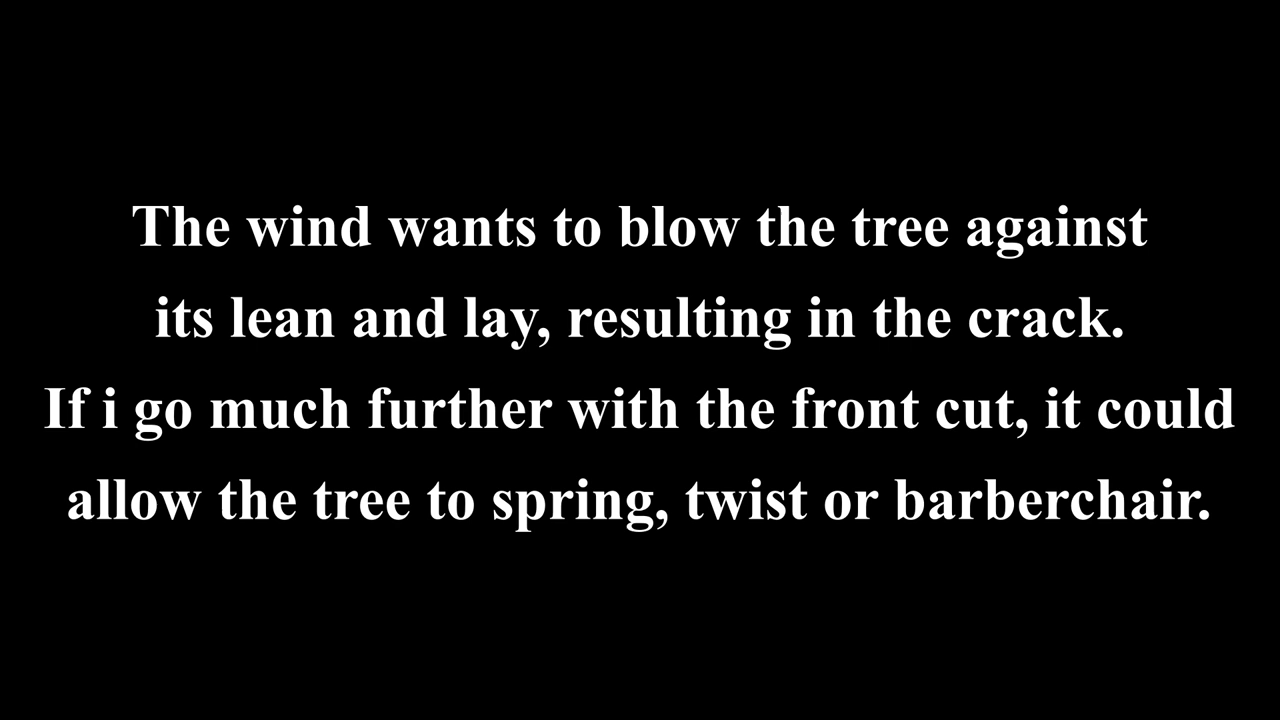 The wind wants to blow the tree against
its lean and lay, resulting in the crack.
If i go much further with the front cut, it could
allow the tree to spring, twist or barberchair.